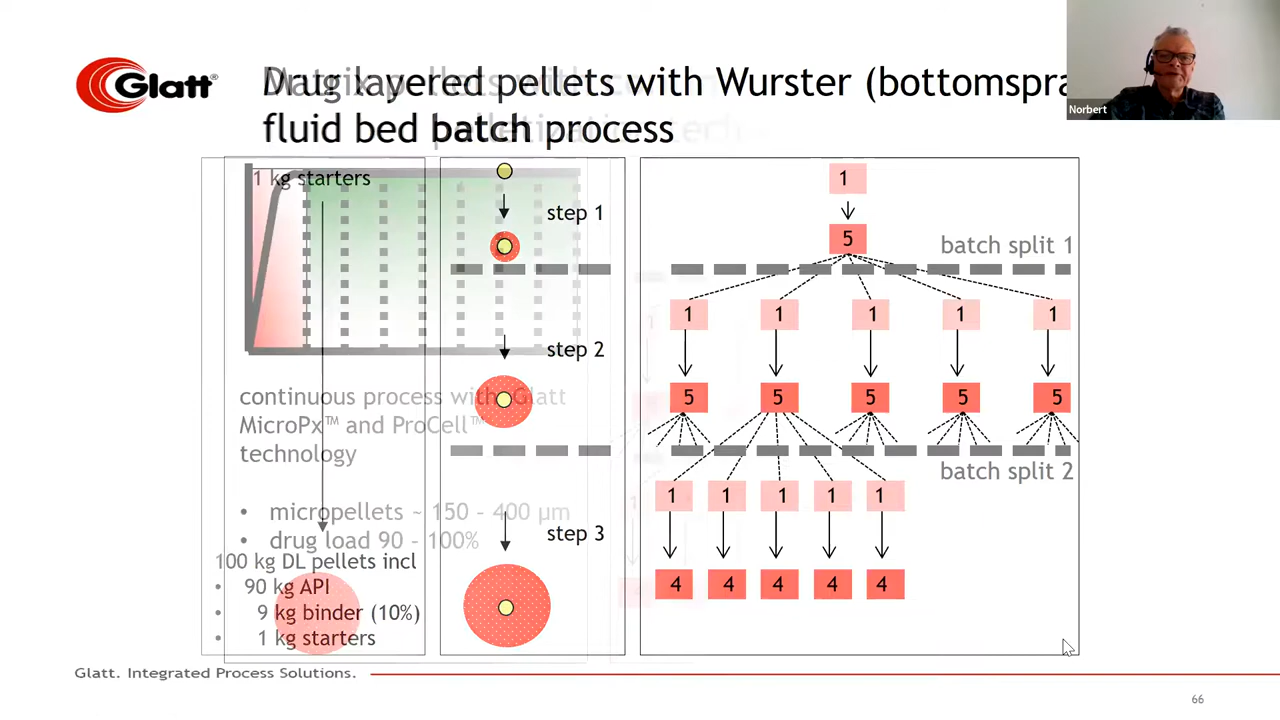 Glatt®
Drug layered pellets with Wurster (bottomspra
fluid bed batch process
Norbert
1 kg starters
step 1
step 2
step 3
continuous process with Glatt
MicroPx™ and ProCell™
technology
• micropellets ~ 150 – 400 µm
• drug load 90 – 100%
100 kg DL pellets incl
• 90 kg API
• 9 kg binder (10%)
• 1 kg starters
1
5
batch split 1
1 1 1 1 1
5 5 5 5 5
batch split 2
1 1 1 1 1
4 4 4 4 4
Glatt. Integrated Process Solutions.
66